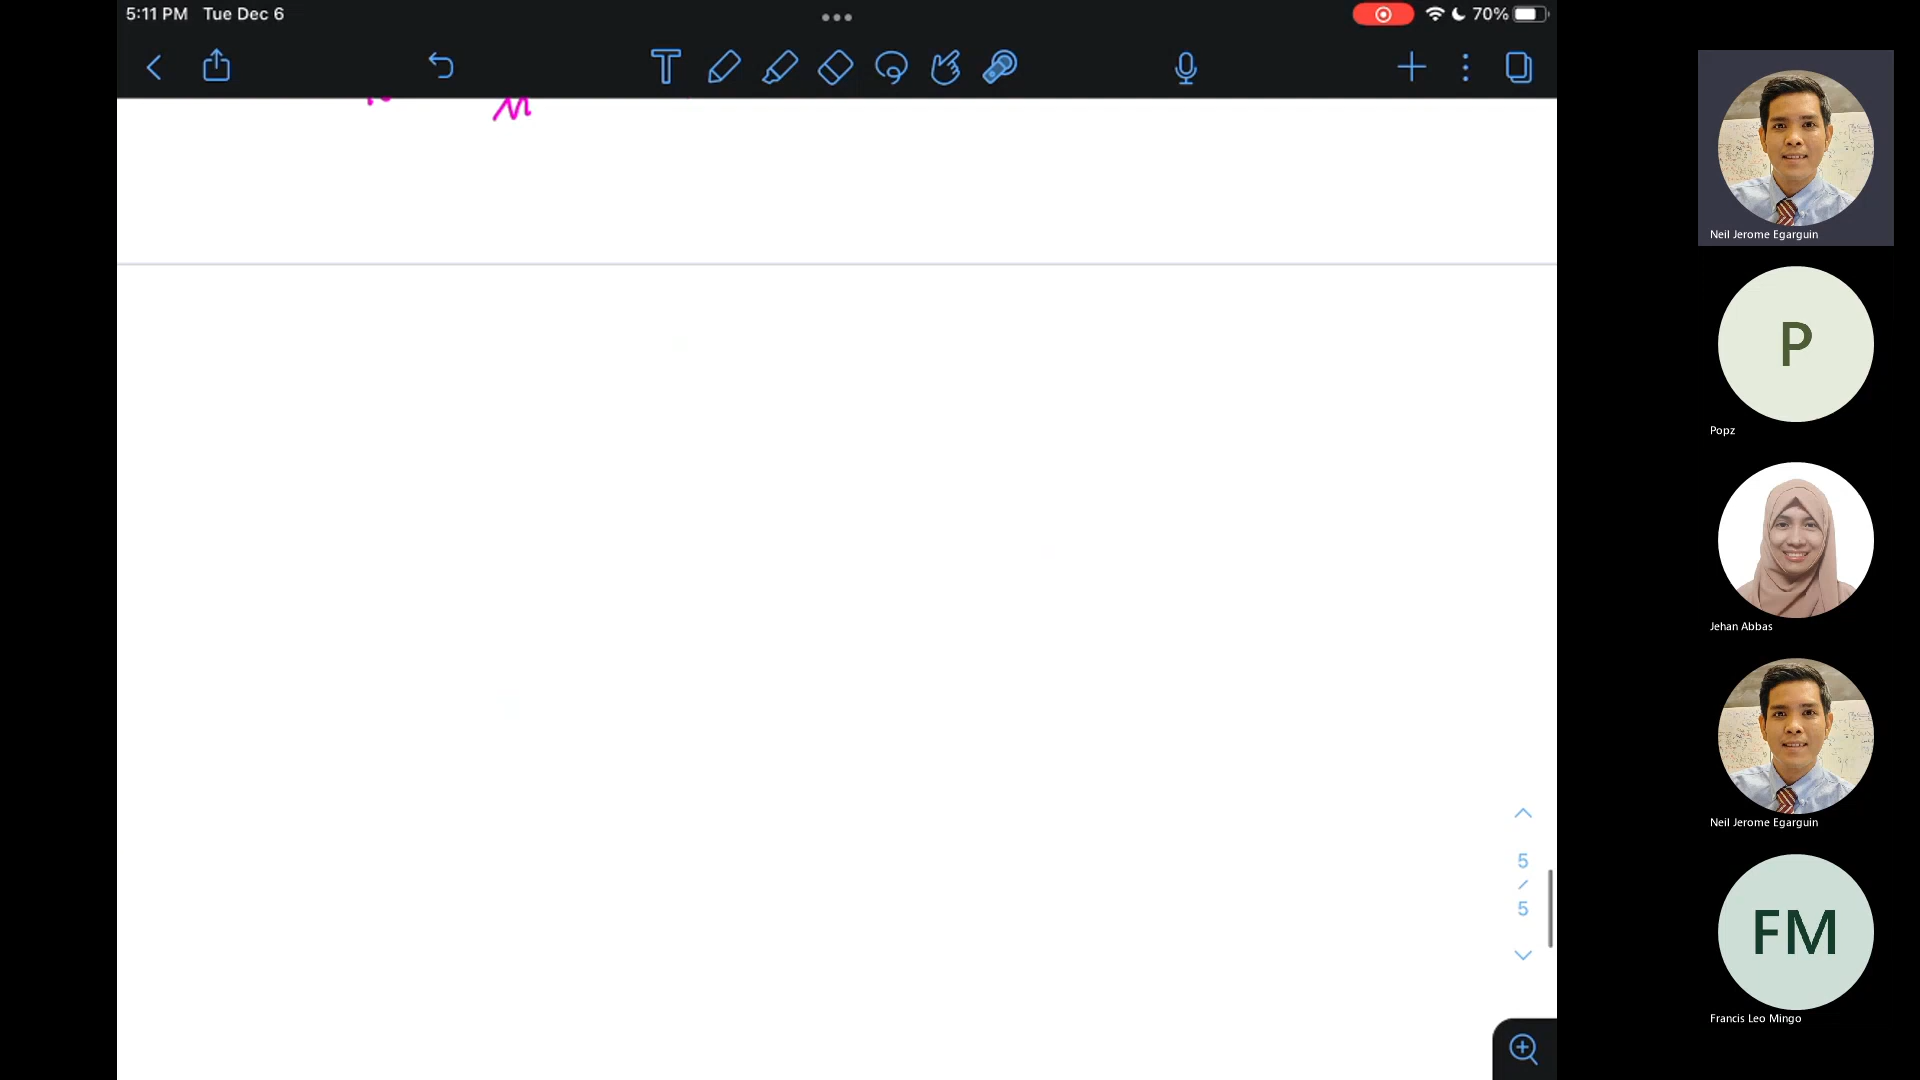 5:11 PM Tue Dec 6
70%
Neil Jerome Egarguin
P
Popz
Jehan Abbas
Neil Jerome Egarguin
5
/
5
FM
Francis Leo Mingo